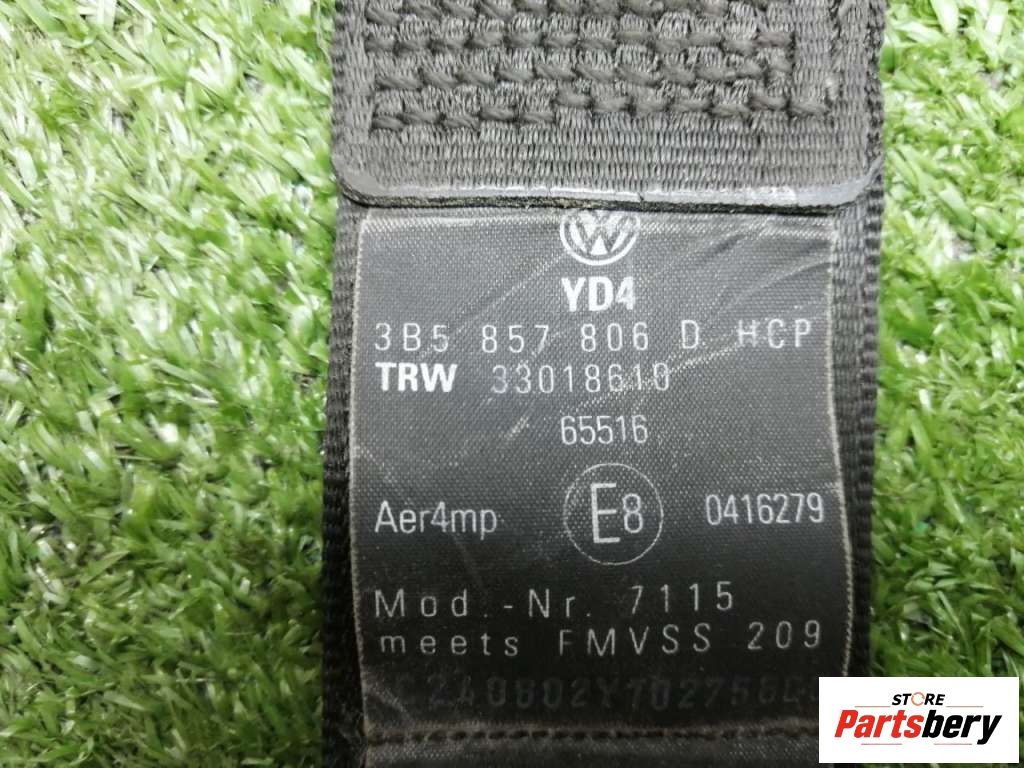 VW
YD4
3B5 857 806 D HCP
TRW 33018610
65516
Aer4mp E8 0416279
Mod.-Nr. 7115
meets FMVSS 209
STORE
Partsbery